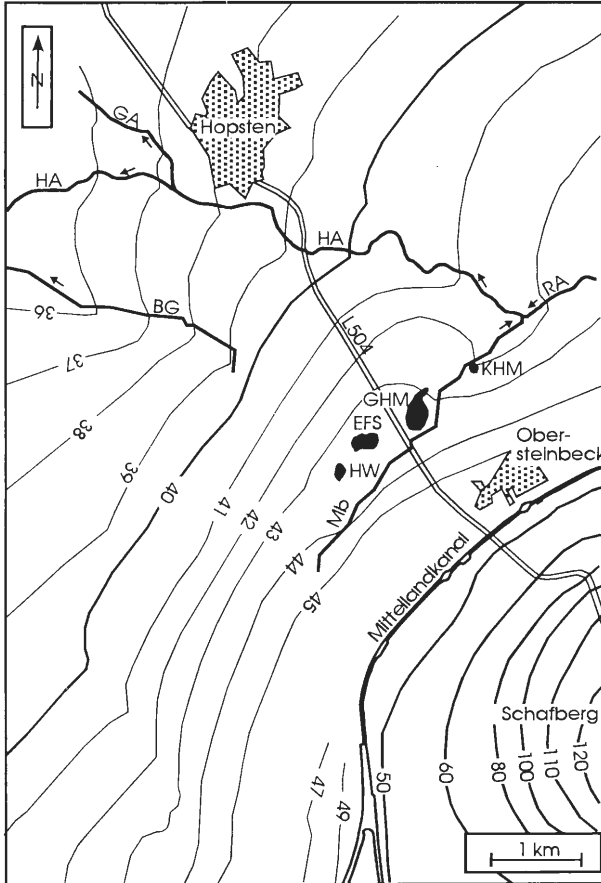 N
Hopsten
GA
HA
HA
RA
BG
L504
KHM
GHM
EFS
HW
Mb
Ober-
steinbeck
Mittellandkanal
Schafberg
36
37
38
39
40
41
42
43
44
45
47
49
50
60
80
100
110
120
1 km